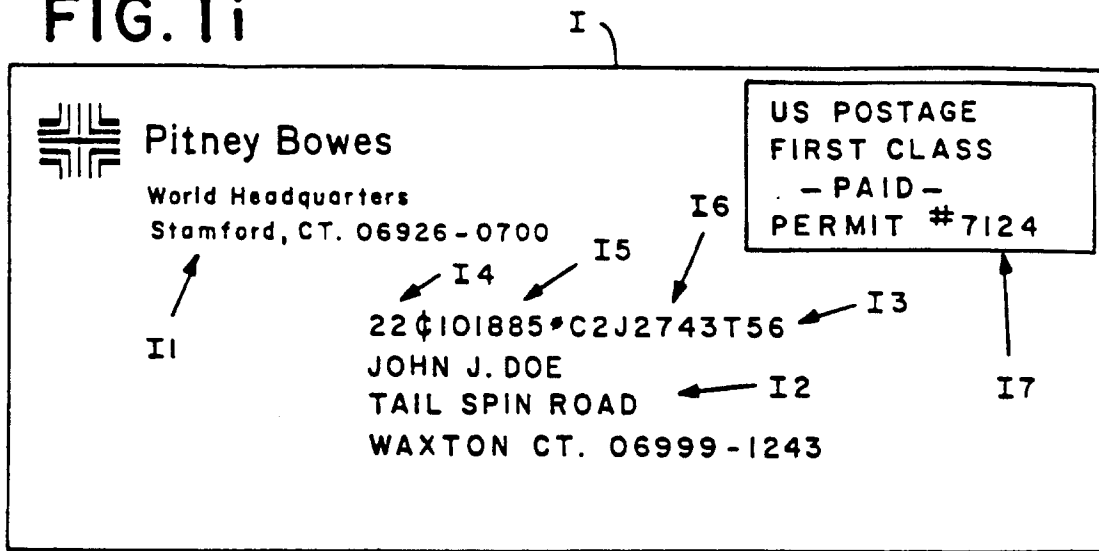 FIG. 1i
I
Pitney Bowes
World Headquarters
Stamford, CT. 06926-0700
I1
US POSTAGE
FIRST CLASS
-PAID-
PERMIT #7124
I7
I4
I5
I6
22¢101885*C2J2743T56
I3
JOHN J. DOE
TAIL SPIN ROAD
I2
WAXTON CT. 06999-1243